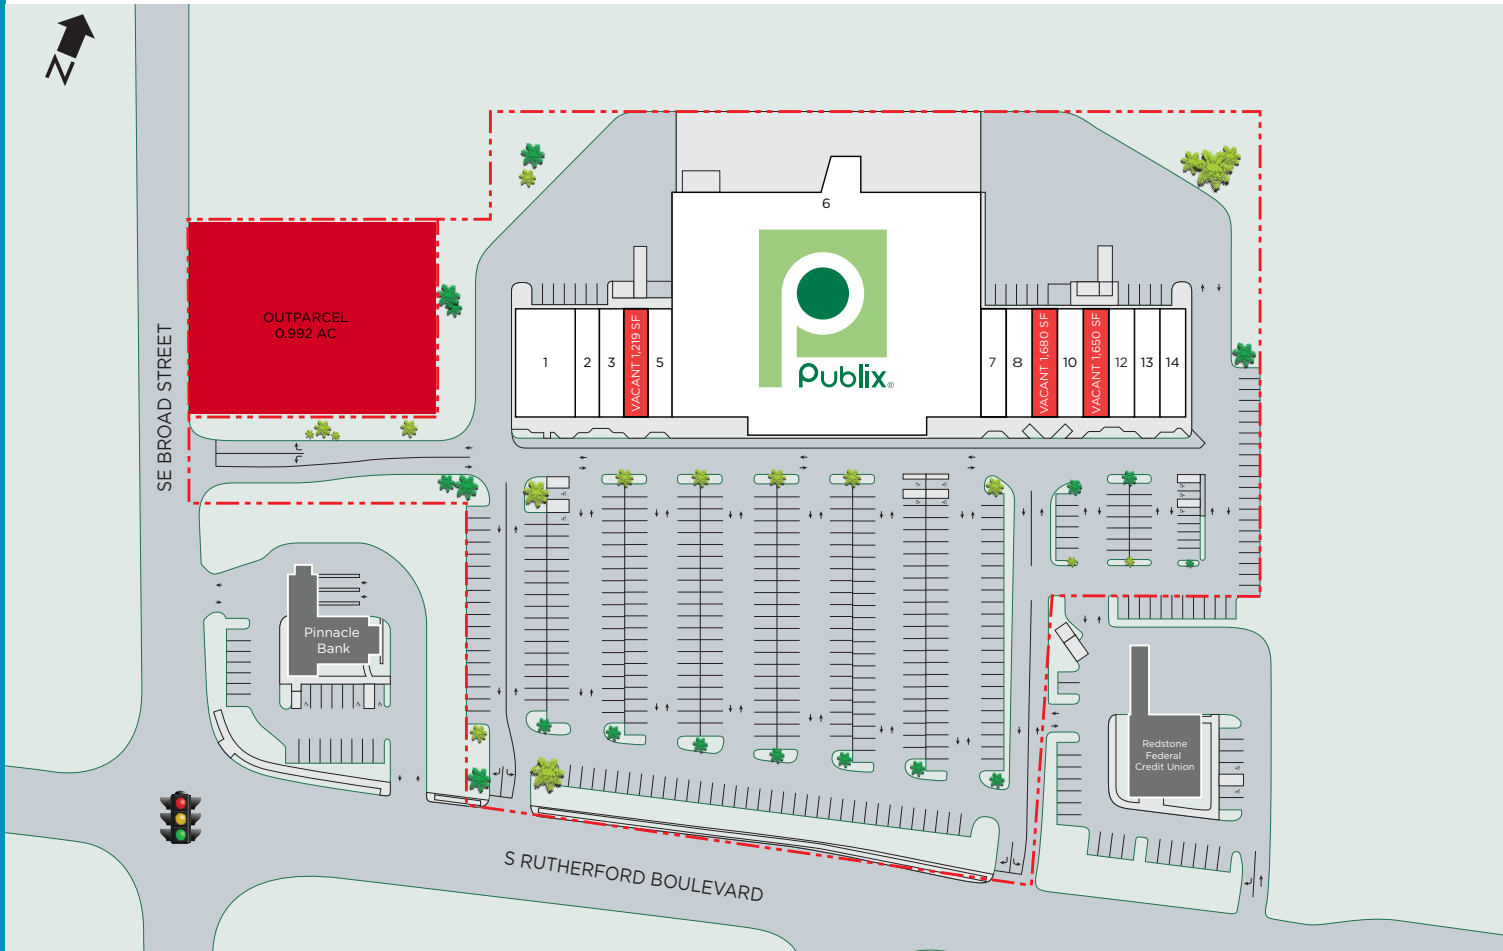 N
6
OUTPARCEL
0.992 AC
SE BROAD STREET
1
2
3
VACANT 1,219 SF
5
Publix®
7
8
VACANT 1,680 SF
10
VACANT 1,650 SF
12
13
14
Pinnacle
Bank
Redstone
Federal
Credit Union
S RUTHERFORD BOULEVARD